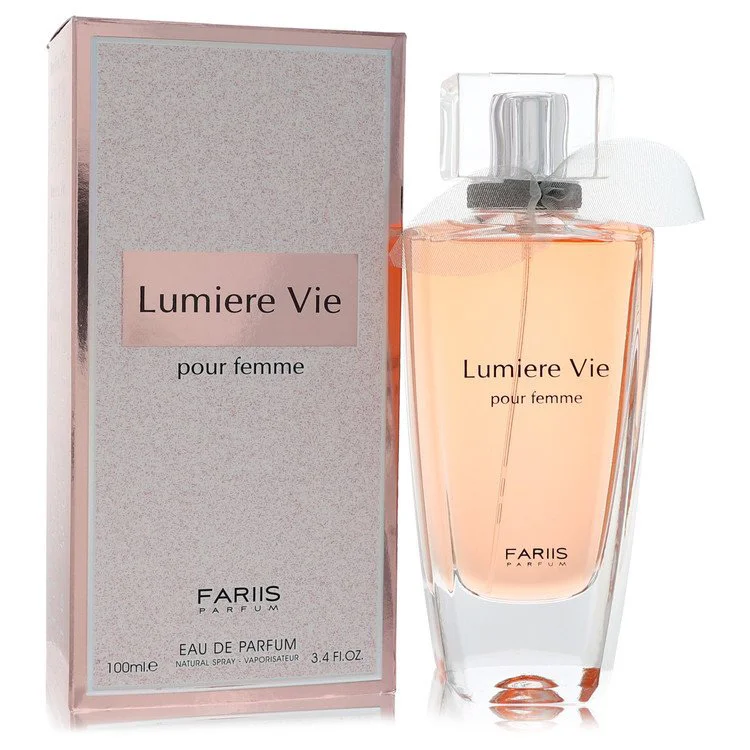 Lumiere Vie
pour femme
FARIIS
PARFUM
EAU DE PARFUM
100ml.e NATURAL SPRAY - VAPORISATEUR 3.4 FI.OZ.
Lumiere Vie
pour femme
FARIIS
PARFUM